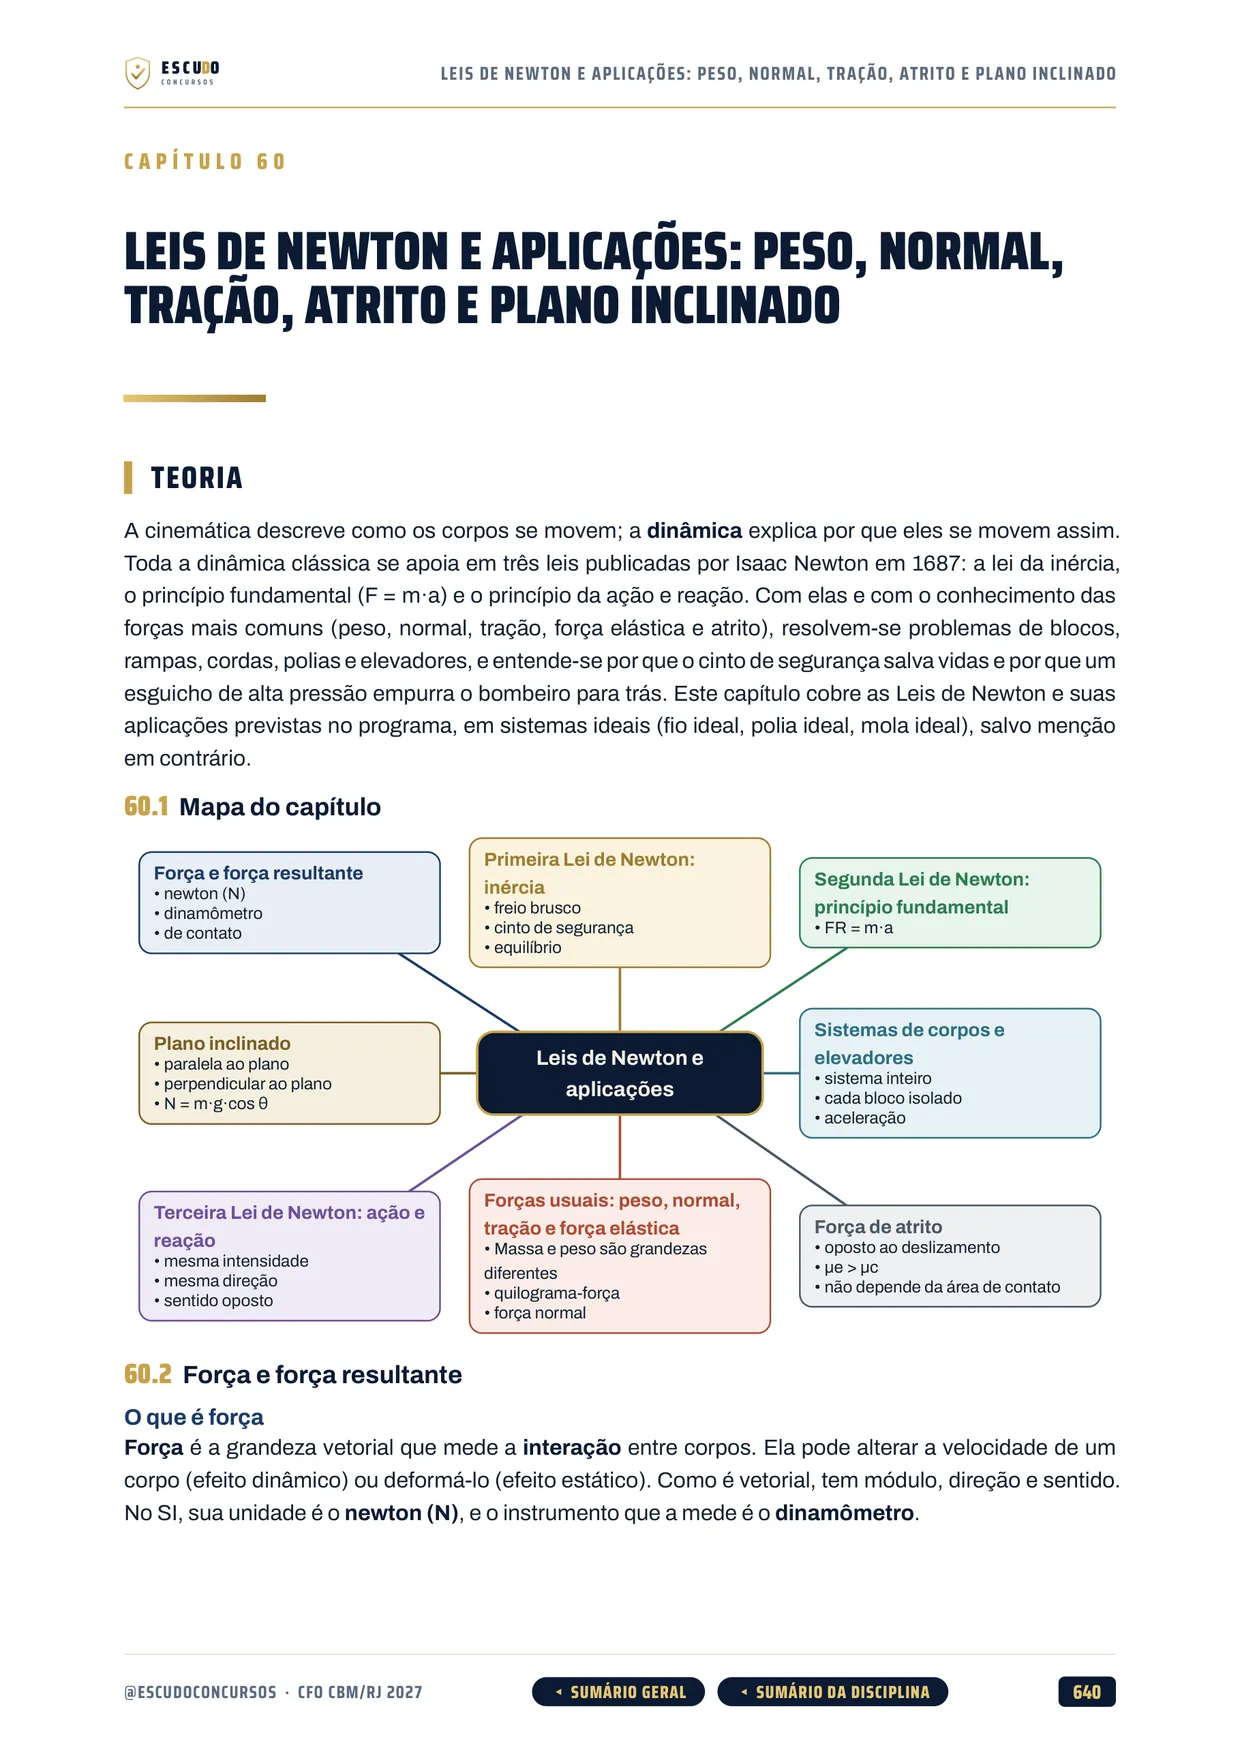 ESCUDO
CONCURSOS
LEIS DE NEWTON E APLICAÇÕES: PESO, NORMAL, TRAÇÃO, ATRITO E PLANO INCLINADO
CAPÍTULO 60
LEIS DE NEWTON E APLICAÇÕES: PESO, NORMAL,
TRAÇÃO, ATRITO E PLANO INCLINADO
TEORIA
A cinemática descreve como os corpos se movem; a dinâmica explica por que eles se movem assim.
Toda a dinâmica clássica se apoia em três leis publicadas por Isaac Newton em 1687: a lei da inércia,
o princípio fundamental (F = m·a) e o princípio da ação e reação. Com elas e com o conhecimento das
forças mais comuns (peso, normal, tração, força elástica e atrito), resolvem-se problemas de blocos,
rampas, cordas, polias e elevadores, e entende-se por que o cinto de segurança salva vidas e por que um
esguicho de alta pressão empurra o bombeiro para trás. Este capítulo cobre as Leis de Newton e suas
aplicações previstas no programa, em sistemas ideais (fio ideal, polia ideal, mola ideal), salvo menção
em contrário.
60.1 Mapa do capítulo
Força e força resultante
• newton (N)
• dinamômetro
• de contato
Primeira Lei de Newton:
inércia
• freio brusco
• cinto de segurança
• equilíbrio
Segunda Lei de Newton:
princípio fundamental
• FR = m·a
Plano inclinado
• paralela ao plano
• perpendicular ao plano
• N = m·g·cos θ
Leis de Newton e
aplicações
Sistemas de corpos e
elevadores
• sistema inteiro
• cada bloco isolado
• aceleração
Terceira Lei de Newton: ação e
reação
• mesma intensidade
• mesma direção
• sentido oposto
Forças usuais: peso, normal,
tração e força elástica
• Massa e peso são grandezas
diferentes
• quilograma-força
• força normal
Força de atrito
• oposto ao deslizamento
• μe > μc
• não depende da área de contato
60.2 Força e força resultante
O que é força
Força é a grandeza vetorial que mede a interação entre corpos. Ela pode alterar a velocidade de um
corpo (efeito dinâmico) ou deformá-lo (efeito estático). Como é vetorial, tem módulo, direção e sentido.
No SI, sua unidade é o newton (N), e o instrumento que a mede é o dinamômetro.
@ESCUDOCONCURSOS · CFO CBM/RJ 2027
◂ SUMÁRIO GERAL
◂ SUMÁRIO DA DISCIPLINA
640